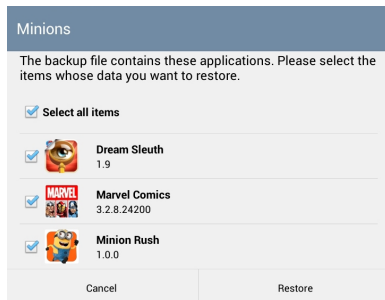 Minions
The backup file contains these applications. Please select the
items whose data you want to restore.
Select all items
Dream Sleuth
1.9
MARVEL
Marvel Comics
3.2.8.24200
Minion Rush
1.0.0
Cancel
Restore